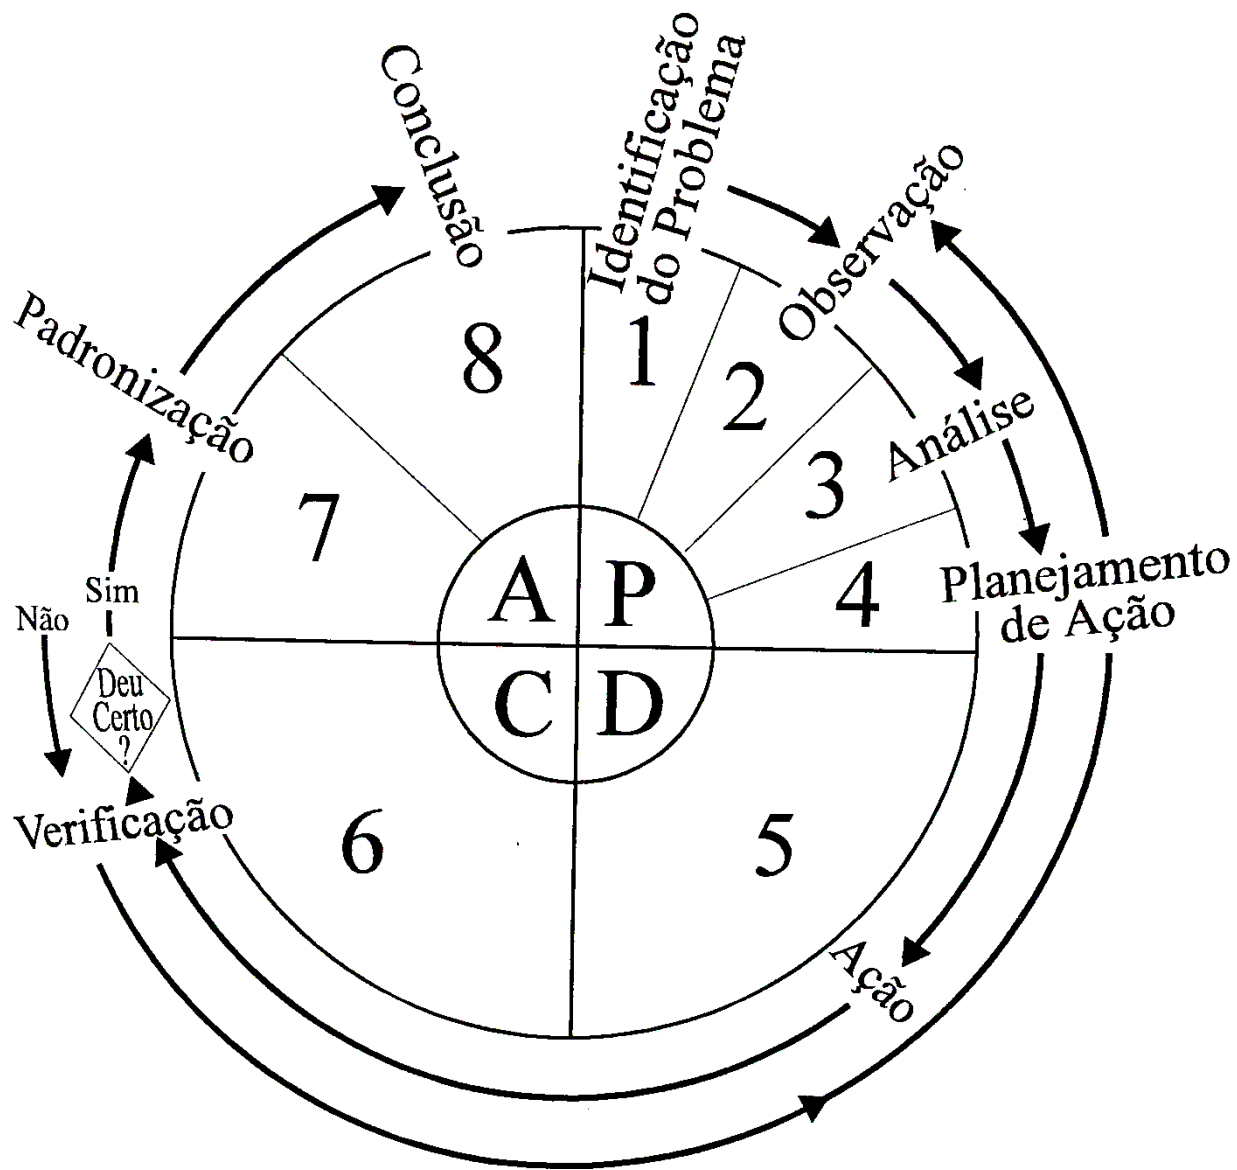 Conclusão
Identificação
do Problema
Observação
Análise
Planejamento
de Ação
Ação
Verificação
Deu
Certo
?
Não
Sim
Padronização
8
1
2
3
4
5
6
7
A
P
C
D